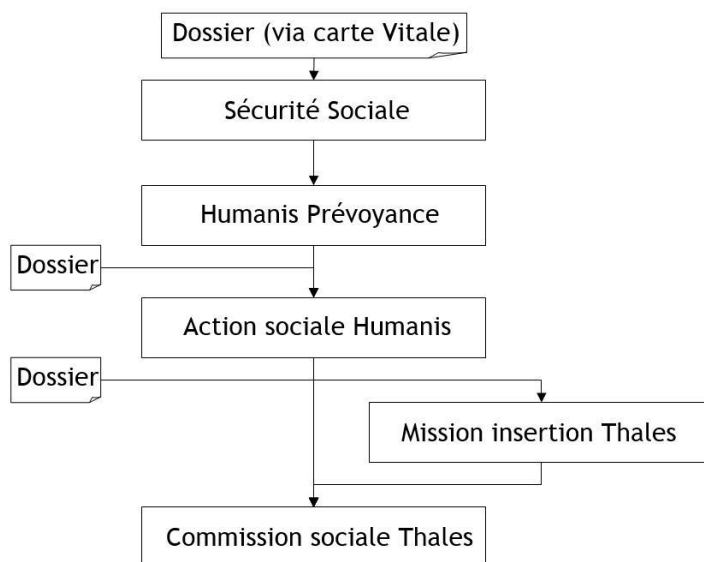 Dossier (via carte Vitale)
Sécurité Sociale
Humanis Prévoyance
Dossier
Action sociale Humanis
Dossier
Mission insertion Thales
Commission sociale Thales